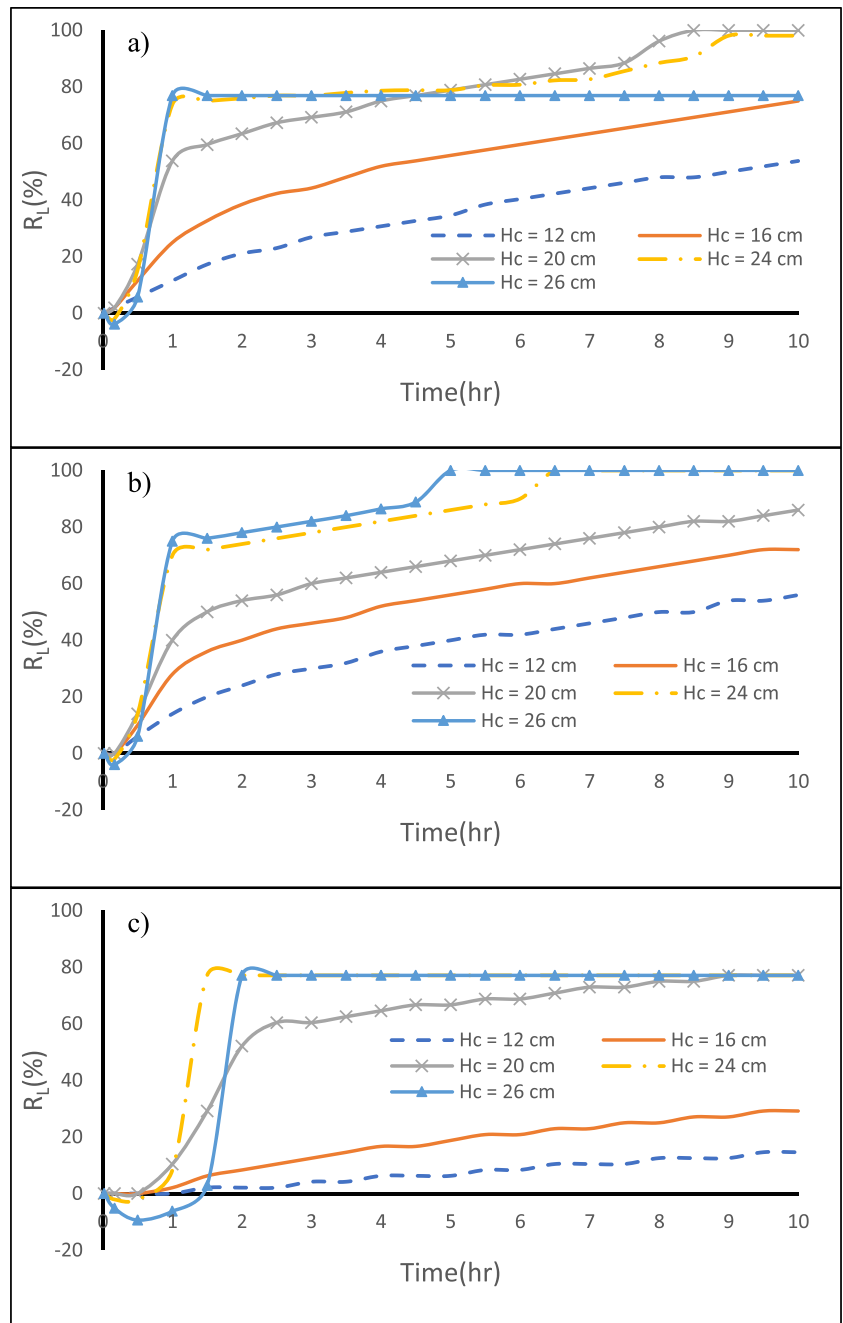 a)
100
80
60
40
20
0
-20
R_L(%)
Hc = 12 cm Hc = 16 cm
Hc = 20 cm Hc = 24 cm
Hc = 26 cm
0 1 2 3 4 5 6 7 8 9 10
Time(hr)
b)
100
80
60
40
20
0
-20
R_L(%)
Hc = 12 cm Hc = 16 cm
Hc = 20 cm Hc = 24 cm
Hc = 26 cm
0 1 2 3 4 5 6 7 8 9 10
Time(hr)
c)
100
80
60
40
20
0
-20
R_L(%)
Hc = 12 cm Hc = 16 cm
Hc = 20 cm Hc = 24 cm
Hc = 26 cm
0 1 2 3 4 5 6 7 8 9 10
Time(hr)